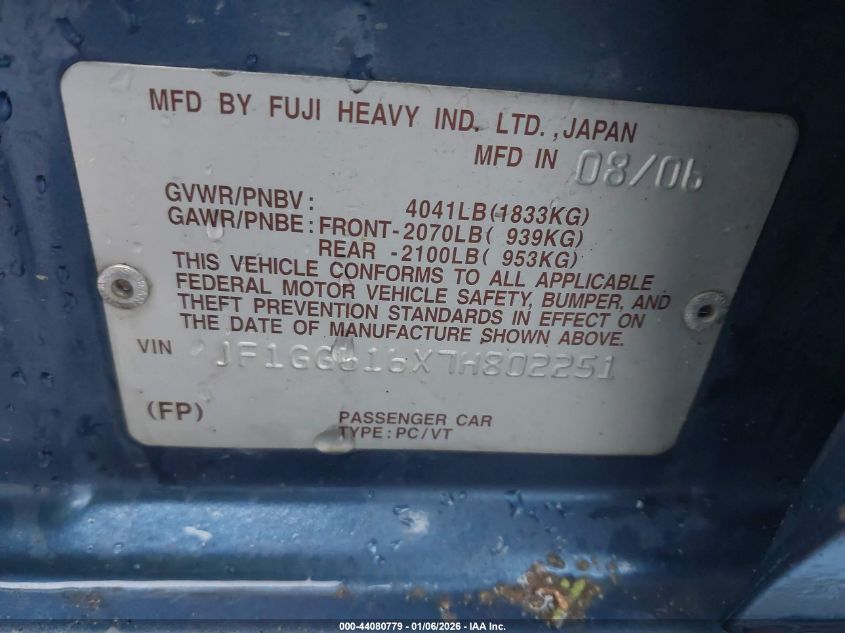 MFD BY FUJI HEAVY IND. LTD., JAPAN
MFD IN 08/06
GVWR/PNBV: 4041LB(1833KG)
GAWR/PNBE: FRONT-2070LB( 939KG)
REAR -2100LB( 953KG)
THIS VEHICLE CONFORMS TO ALL APPLICABLE
FEDERAL MOTOR VEHICLE SAFETY, BUMPER, AND
THEFT PREVENTION STANDARDS IN EFFECT ON
THE DATE OF MANUFACTURE SHOWN ABOVE.
VIN JF1GG616X7H802251
(FP) PASSENGER CAR
TYPE: PC/VT
000-44080779 - 01/06/2026 - IAA Inc.